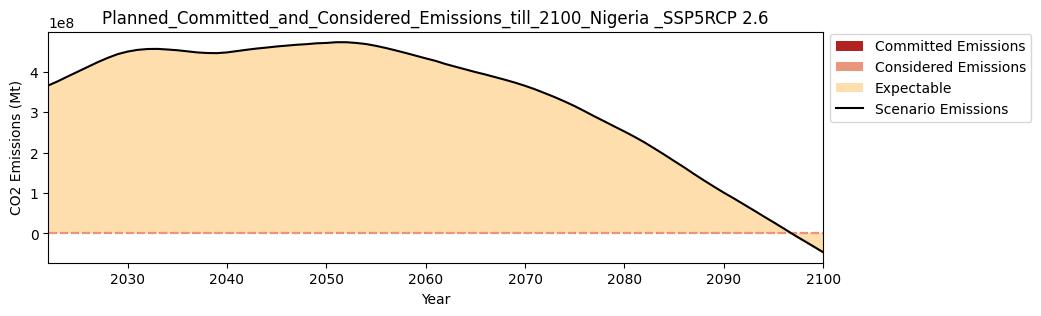 Planned_Committed_and_Considered_Emissions_till_2100_Nigeria _SSP5RCP 2.6
1e8
4
3
2
1
0
CO2 Emissions (Mt)
2030 2040 2050 2060 2070 2080 2090 2100
Year
Committed Emissions
Considered Emissions
Expectable
Scenario Emissions